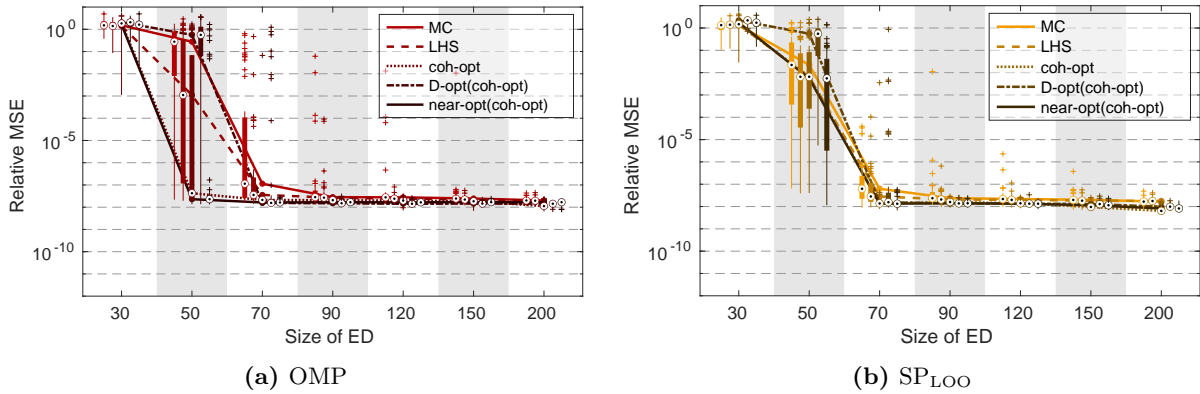 10^0
10^-5
10^-10
Relative MSE
30 50 70 90 120 150 200
Size of ED
MC
LHS
coh-opt
D-opt(coh-opt)
near-opt(coh-opt)
(a) OMP
10^0
10^-5
10^-10
Relative MSE
30 50 70 90 120 150 200
Size of ED
MC
LHS
coh-opt
D-opt(coh-opt)
near-opt(coh-opt)
(b) SP_LOO